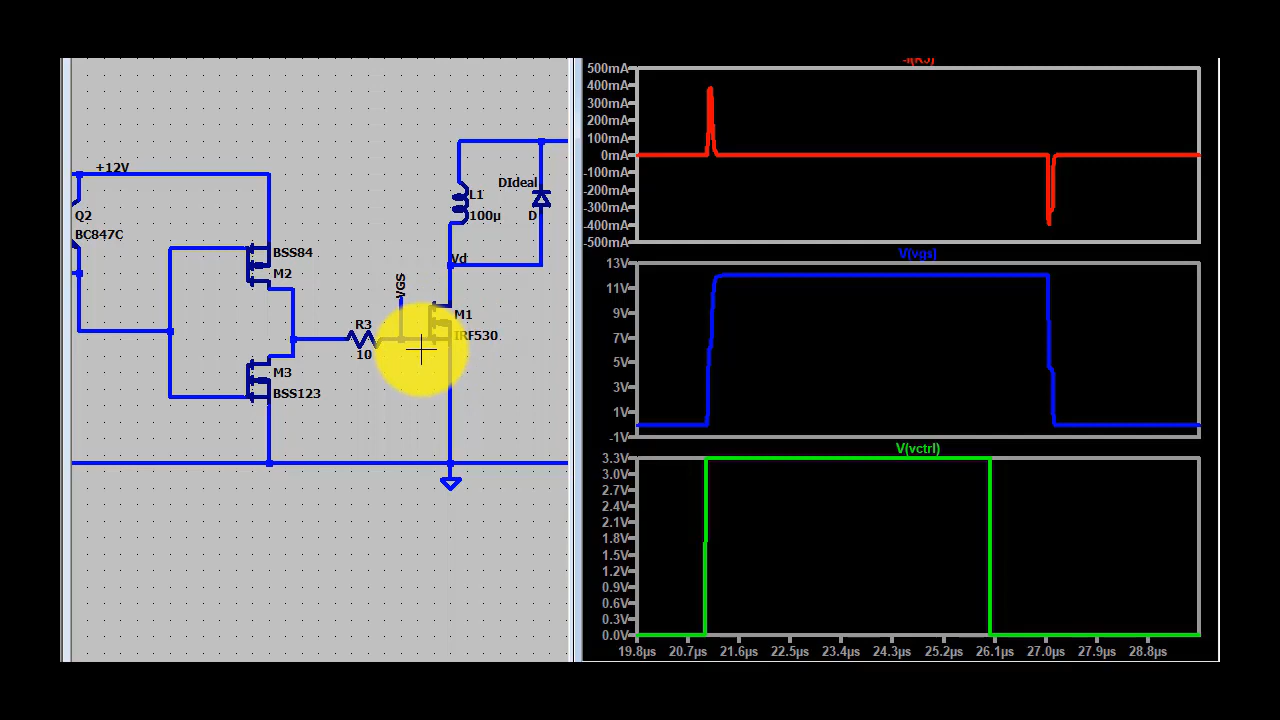 +12V
Q2
BC847C
BSS84
M2
M3
BSS123
R3
10
VGS
M1
IRF530
Vd
L1
100µ
DIdeal
D
500mA
400mA
300mA
200mA
100mA
0mA
-100mA
-200mA
-300mA
-400mA
-500mA
V(vgs)
13V
11V
9V
7V
5V
3V
1V
-1V
V(vctrl)
3.3V
3.0V
2.7V
2.4V
2.1V
1.8V
1.5V
1.2V
0.9V
0.6V
0.3V
0.0V
19.8µs 20.7µs 21.6µs 22.5µs 23.4µs 24.3µs 25.2µs 26.1µs 27.0µs 27.9µs 28.8µs